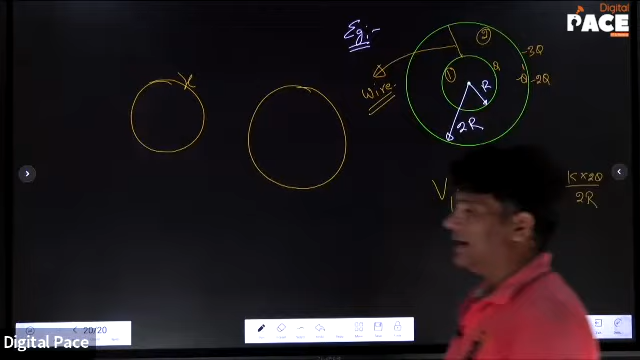 Digital
PACE
Eg:-
②
-3Q
①
Q
-Q
-2Q
R
Wire
2R
V
K×2Q
2R
20/20
Digital Pace